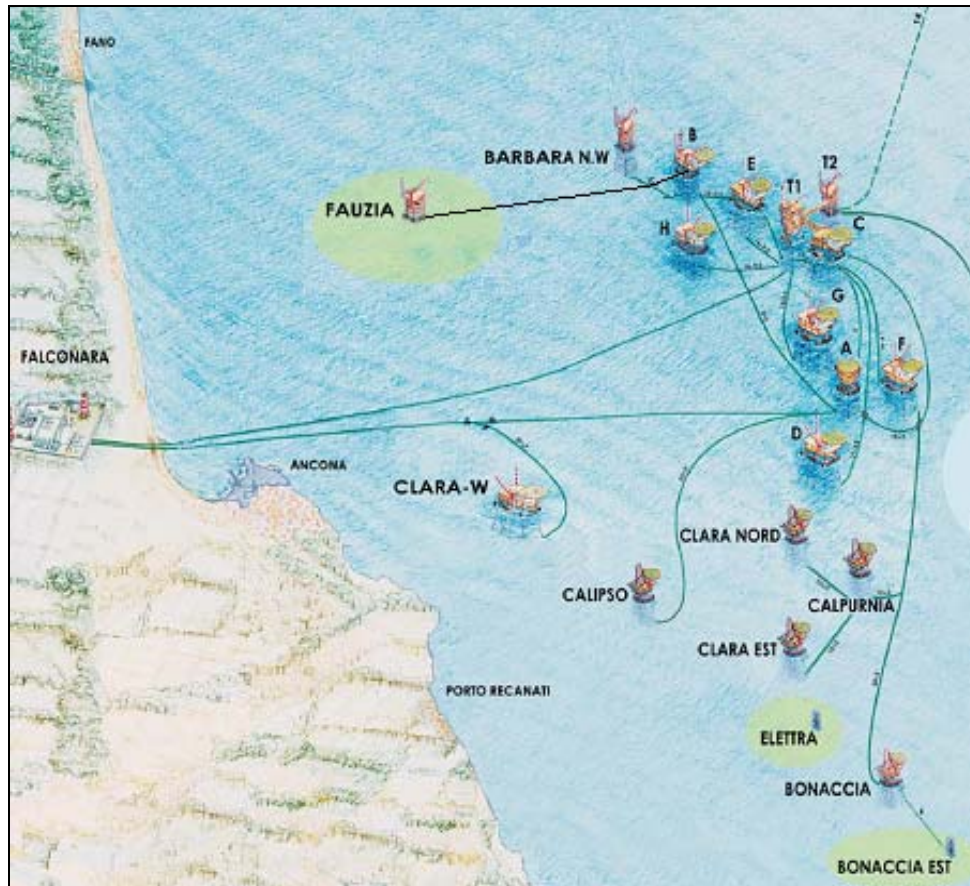 FANO
BARBARA N.W
B
E
T1
T2
FAUZIA
H
C
G
FALCONARA
A
F
D
ANCONA
CLARA-W
CLARA NORD
CALIPSO
CALPURNIA
CLARA EST
PORTO RECANATI
ELETTRA
BONACCIA
BONACCIA EST